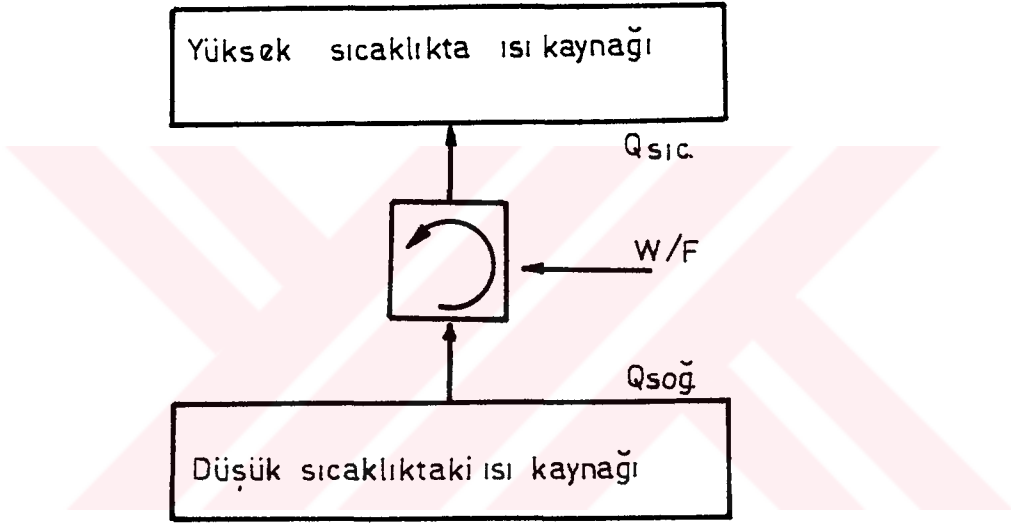 Yüksek sıcaklıkta ısı kaynağı
Qsıc.
W/F
Qsoğ.
Düşük sıcaklıktaki ısı kaynağı